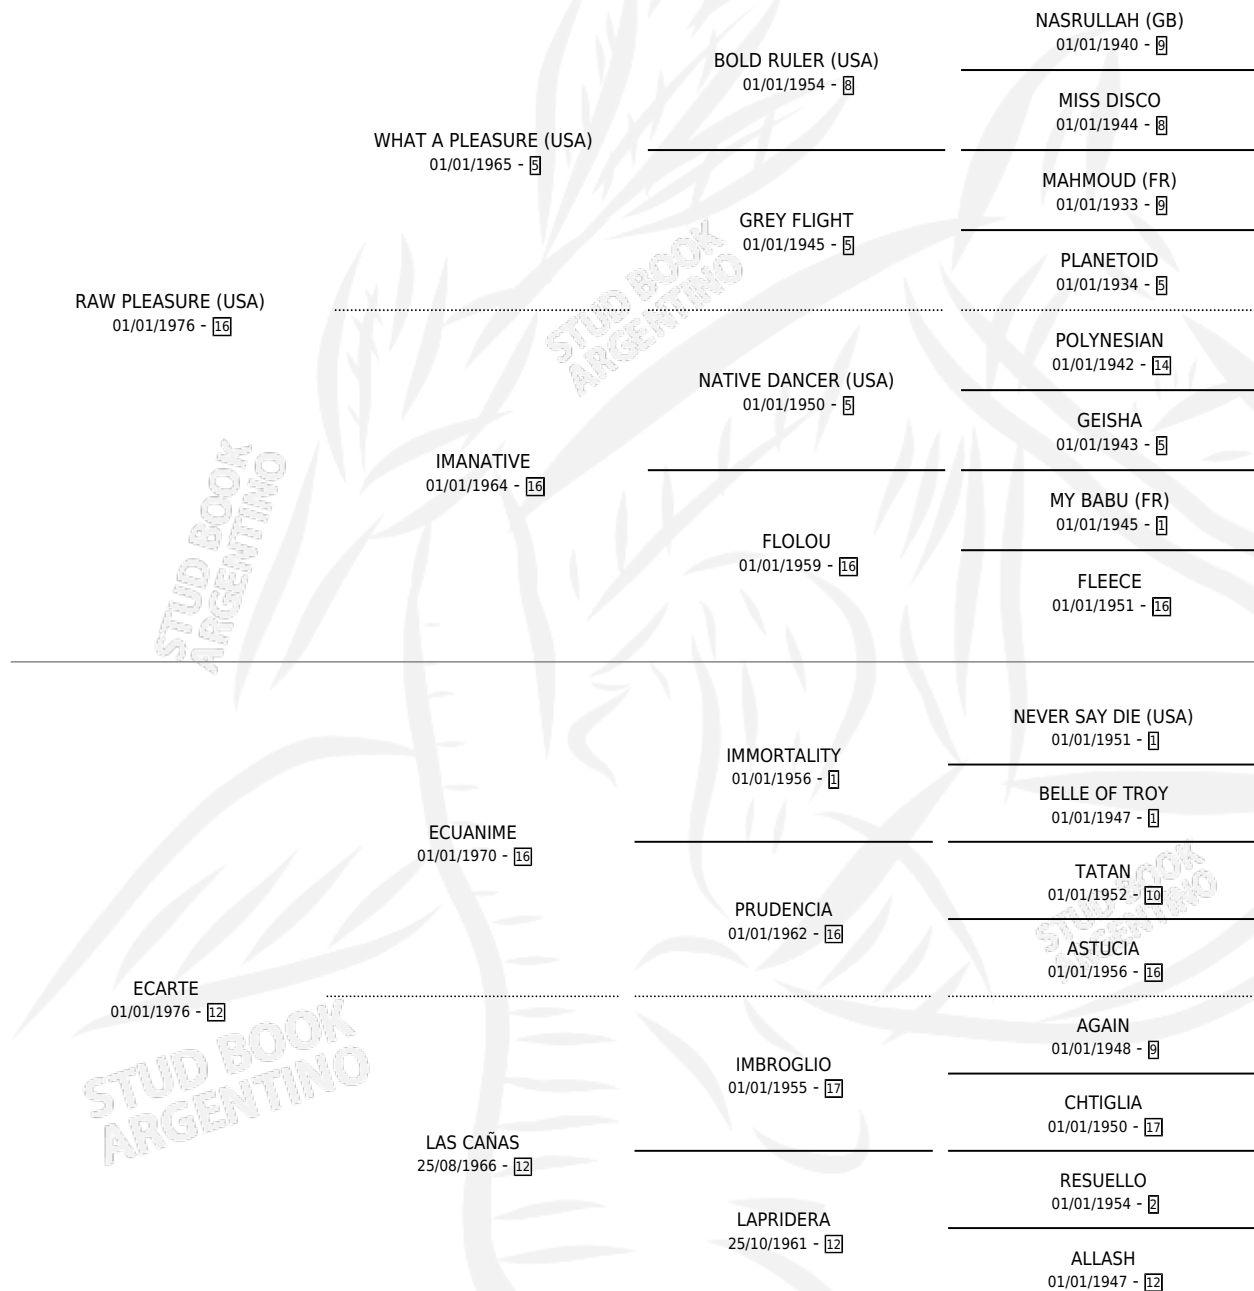 NASRULLAH (GB)
01/01/1940 - 9
BOLD RULER (USA)
01/01/1954 - 8
MISS DISCO
01/01/1944 - 8
WHAT A PLEASURE (USA)
01/01/1965 - 5
MAHMOUD (FR)
01/01/1933 - 9
GREY FLIGHT
01/01/1945 - 5
PLANETOID
01/01/1934 - 5
RAW PLEASURE (USA)
01/01/1976 - 16
POLYNESIAN
01/01/1942 - 14
NATIVE DANCER (USA)
01/01/1950 - 5
GEISHA
01/01/1943 - 5
IMANATIVE
01/01/1964 - 16
MY BABU (FR)
01/01/1945 - 1
FLOLOU
01/01/1959 - 16
FLEECE
01/01/1951 - 16
NEVER SAY DIE (USA)
01/01/1951 - 1
IMMORTALITY
01/01/1956 - 1
BELLE OF TROY
01/01/1947 - 1
ECUANIME
01/01/1970 - 16
TATAN
01/01/1952 - 10
PRUDENCIA
01/01/1962 - 16
ASTUCIA
01/01/1956 - 16
ECARTE
01/01/1976 - 12
AGAIN
01/01/1948 - 9
IMBROGLIO
01/01/1955 - 17
CHTIGLIA
01/01/1950 - 17
LAS CAÑAS
25/08/1966 - 12
RESUELLO
01/01/1954 - 2
LAPRIDERA
25/10/1961 - 12
ALLASH
01/01/1947 - 12
STUD BOOK
ARGENTINO
STUD BOOK
ARGENTINO
STUD BOOK
ARGENTINO
STUD BOOK
ARGENTINO